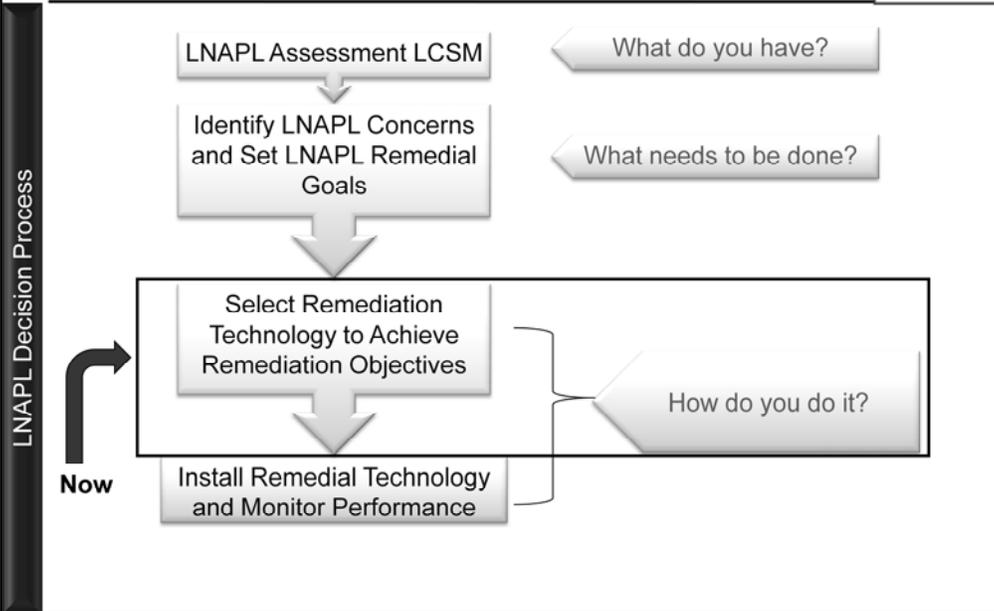 LNAPL Decision Process
LNAPL Assessment LCSM
What do you have?
Identify LNAPL Concerns
and Set LNAPL Remedial
Goals
What needs to be done?
Select Remediation
Technology to Achieve
Remediation Objectives
How do you do it?
Now
Install Remedial Technology
and Monitor Performance